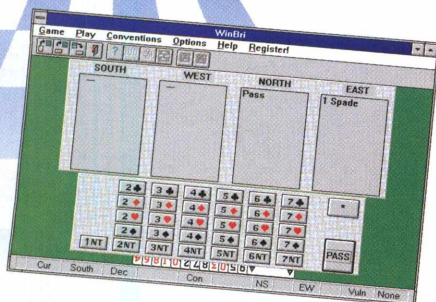 WinBri
Game Play Conventions Options Help Register!
SOUTH WEST NORTH EAST
— — Pass 1 Spade
2♣ 3♣ 4♣ 5♣ 6♣ 7♣ *
2♦ 3♦ 4♦ 5♦ 6♦ 7♦
2♥ 3♥ 4♥ 5♥ 6♥ 7♥
2♠ 3♠ 4♠ 5♠ 6♠ 7♠
1NT 2NT 3NT 4NT 5NT 6NT 7NT PASS
Cur South Dec Con NS EW Vuln None